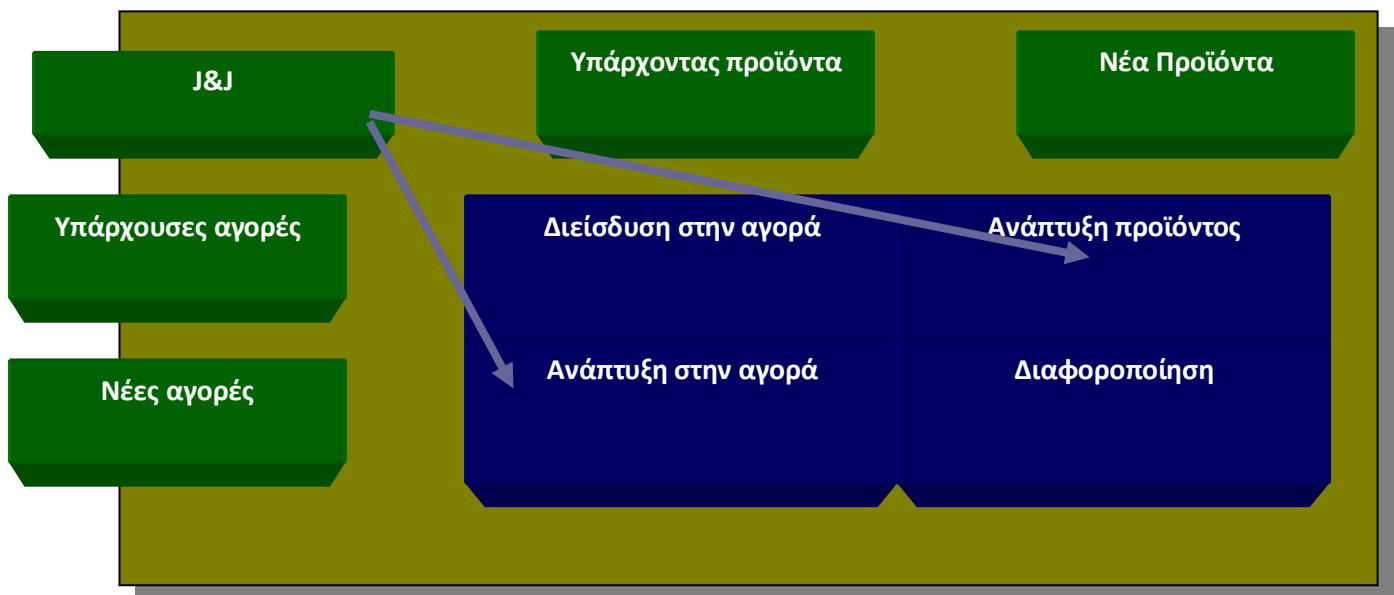 J&J
Υπάρχοντας προϊόντα
Νέα Προϊόντα
Υπάρχουσες αγορές
Διείσδυση στην αγορά
Ανάπτυξη προϊόντος
Νέες αγορές
Ανάπτυξη στην αγορά
Διαφοροποίηση